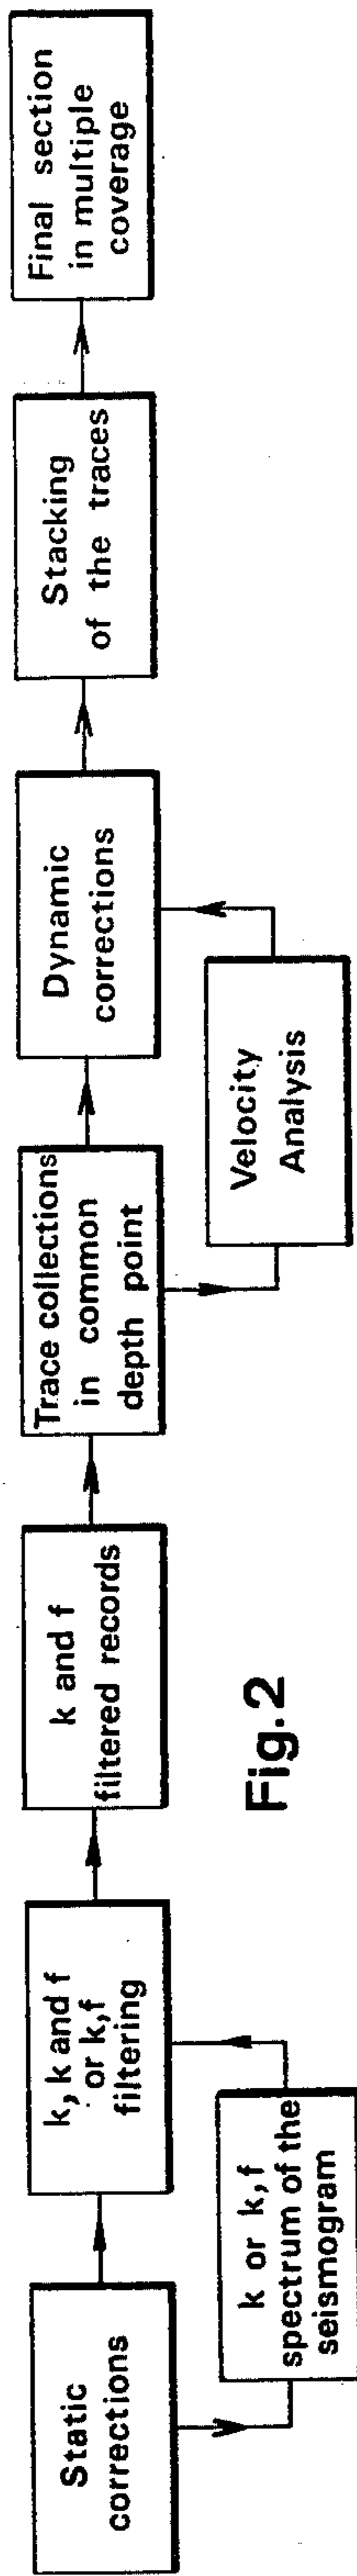 Static
corrections
k or k,f
spectrum of the
seismogram
k, k and f
or k,f
filtering
k and f
filtered records
Trace collections
in common
depth point
Velocity
Analysis
Dynamic
corrections
Stacking
of the traces
Final section
in multiple
coverage
Fig.2